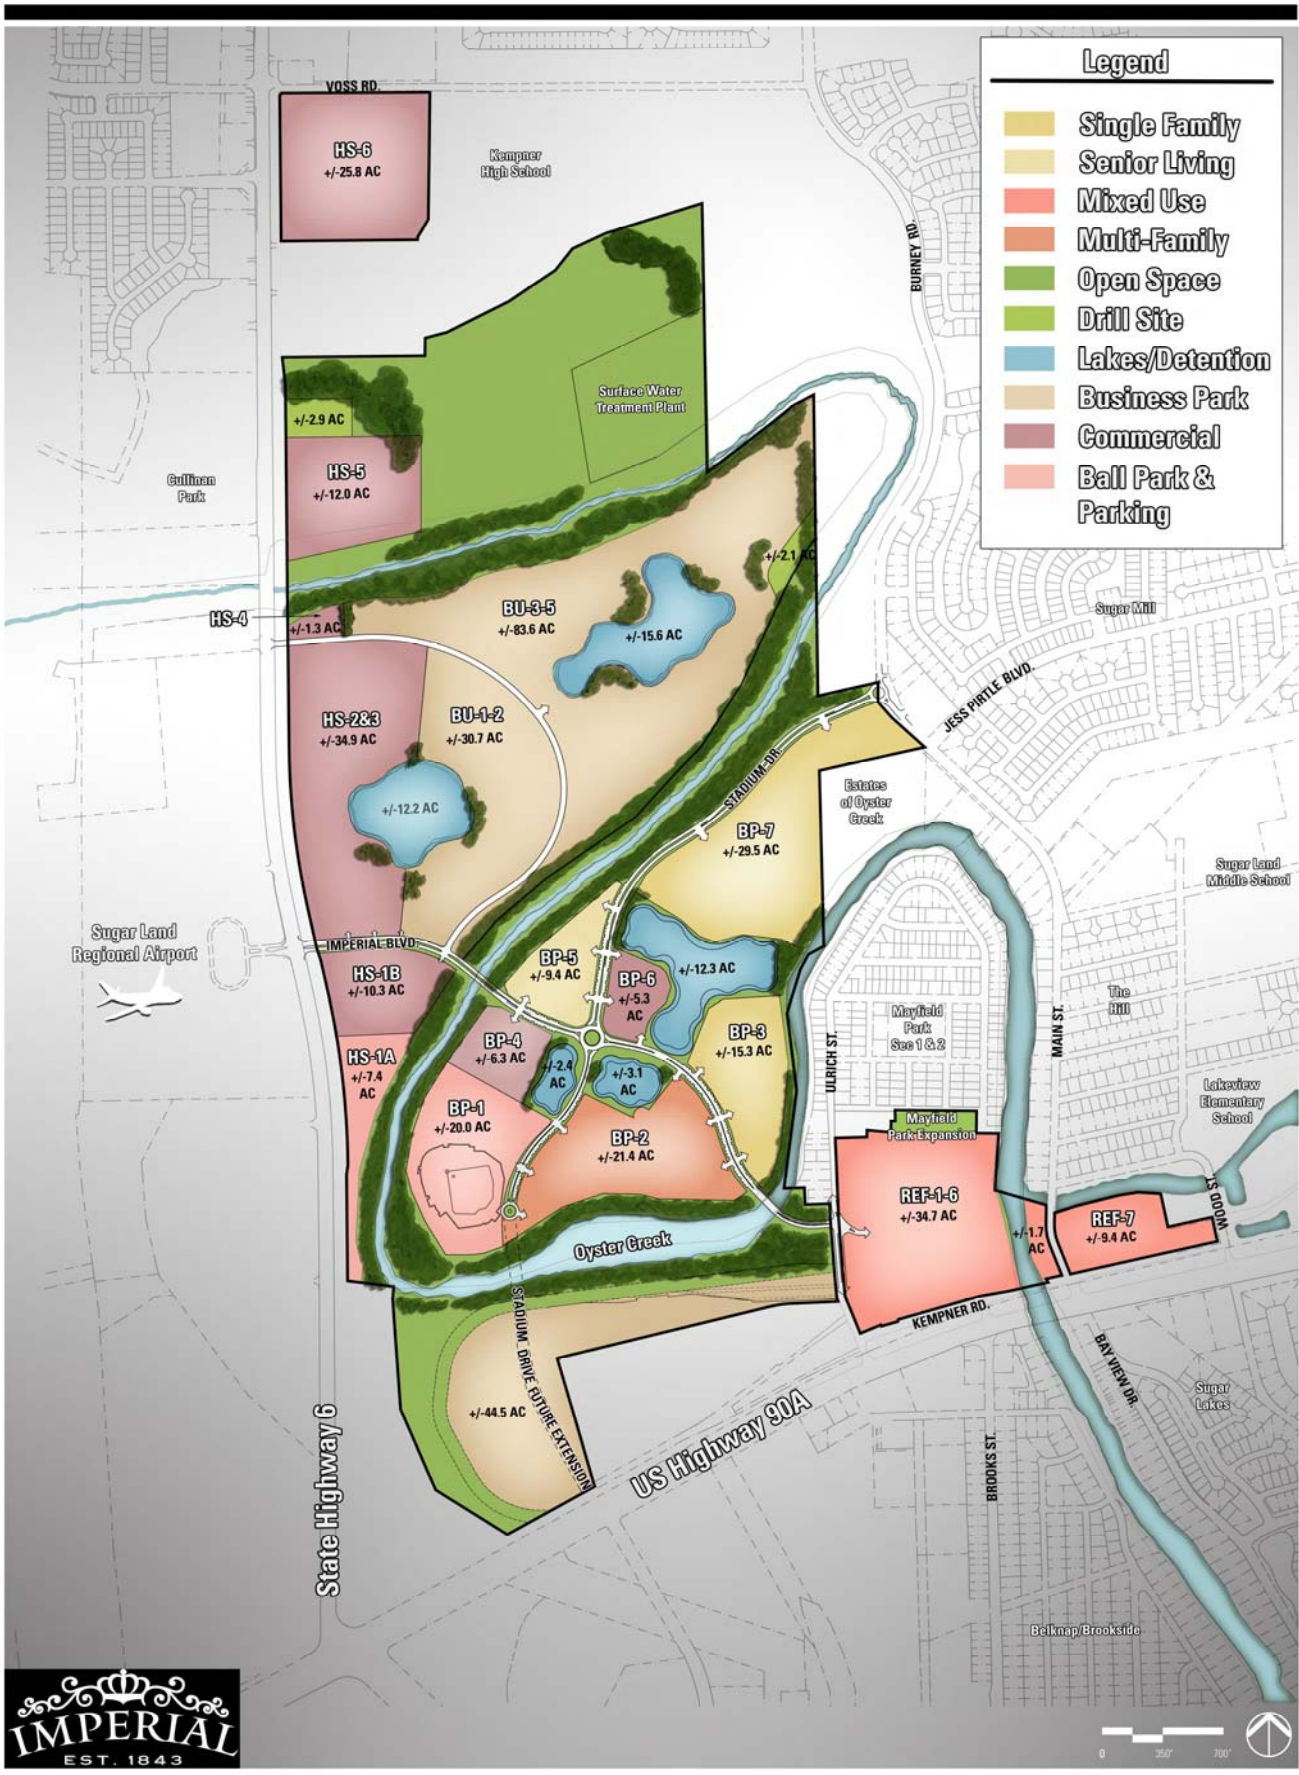 Legend
Single Family
Senior Living
Mixed Use
Multi-Family
Open Space
Drill Site
Lakes/Detention
Business Park
Commercial
Ball Park &
Parking
VOSS RD.
HS-6
+/-25.8 AC
Kempner
High School
BURNEY RD.
Surface Water
Treatment Plant
+/-2.9 AC
HS-5
+/-12.0 AC
Cullinan
Park
+/-2.1 AC
HS-4
+/-1.3 AC
BU-3-5
+/-83.6 AC
+/-15.6 AC
Sugar Mill
JESS PIRTLE BLVD.
HS-2&3
+/-34.9 AC
BU-1-2
+/-30.7 AC
+/-12.2 AC
STADIUM DR.
Estates
of Oyster
Creek
BP-7
+/-29.5 AC
Sugar Land
Middle School
Sugar Land
Regional Airport
IMPERIAL BLVD.
HS-1B
+/-10.3 AC
BP-5
+/-9.4 AC
BP-6
+/-5.3
AC
+/-12.3 AC
The
Hill
Mayfield
Park
Sec 1 & 2
MAIN ST.
ULRICH ST.
BP-3
+/-15.3 AC
BP-4
+/-6.3 AC
HS-1A
+/-7.4
AC
+/-2.4
AC
+/-3.1
AC
Lakeview
Elementary
School
BP-1
+/-20.0 AC
BP-2
+/-21.4 AC
Mayfield
Park Expansion
REF-1-6
+/-34.7 AC
+/-1.7
AC
REF-7
+/-9.4 AC
WOOD ST
Oyster Creek
KEMPNER RD.
STADIUM DRIVE FUTURE EXTENSION
+/-44.5 AC
BAY VIEW DR.
Sugar
Lakes
US Highway 90A
State Highway 6
BROOKS ST.
Belknap/Brookside
IMPERIAL
EST. 1843
0 350' 700'